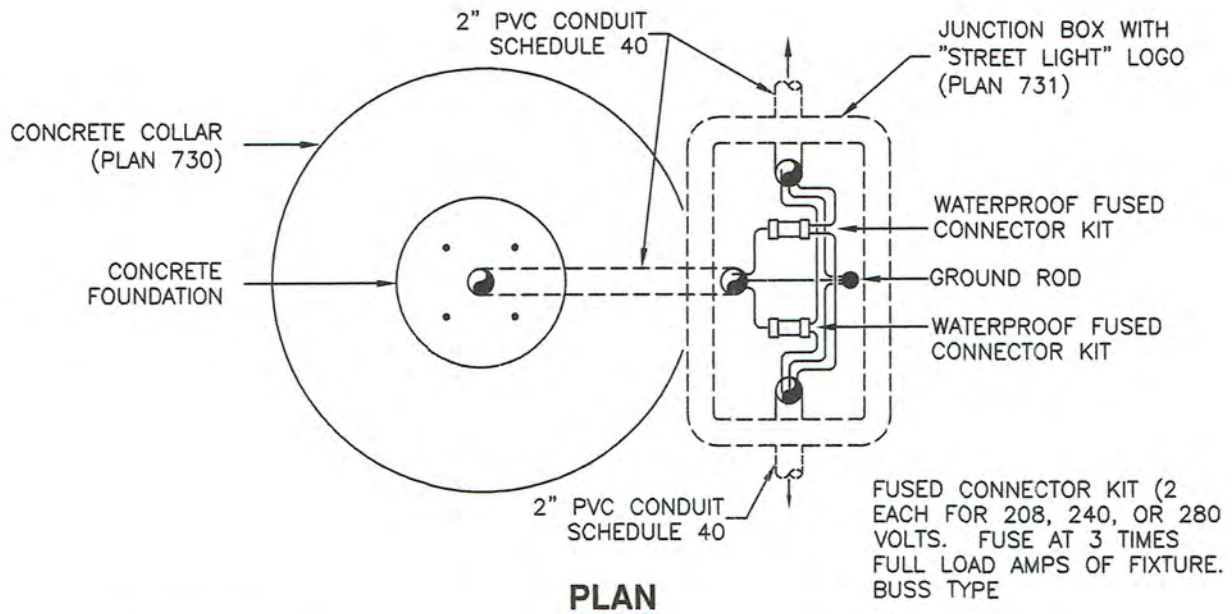 2" PVC CONDUIT
SCHEDULE 40
JUNCTION BOX WITH
"STREET LIGHT" LOGO
(PLAN 731)
CONCRETE COLLAR
(PLAN 730)
WATERPROOF FUSED
CONNECTOR KIT
CONCRETE
FOUNDATION
GROUND ROD
WATERPROOF FUSED
CONNECTOR KIT
2" PVC CONDUIT
SCHEDULE 40
FUSED CONNECTOR KIT (2
EACH FOR 208, 240, OR 280
VOLTS. FUSE AT 3 TIMES
FULL LOAD AMPS OF FIXTURE.
BUSS TYPE
PLAN